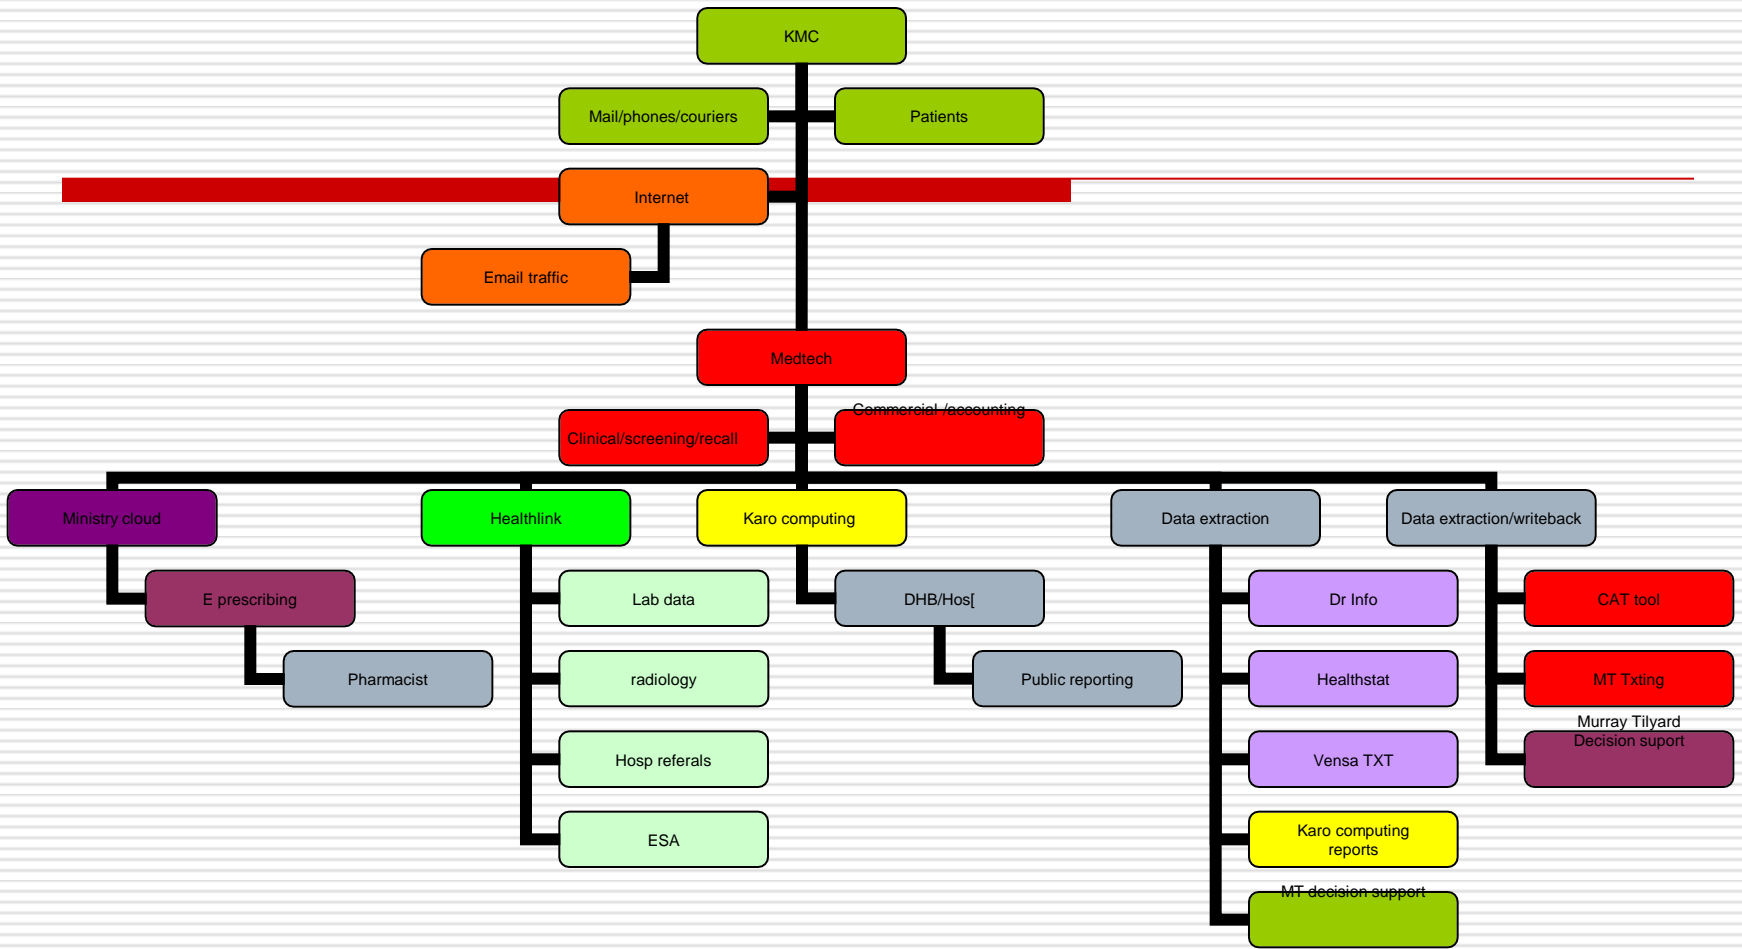 KMC
Mail/phones/couriers
Patients
Internet
Email traffic
Medtech
Commercial /accounting
Clinical/screening/recall
Ministry cloud
Healthlink
Karo computing
Data extraction
Data extraction/writeback
E prescribing
Lab data
DHB/Hos[
Dr Info
CAT tool
Pharmacist
radiology
Public reporting
Healthstat
MT Txting
Murray Tilyard
Decision suport
Hosp referals
Vensa TXT
ESA
Karo computing
reports
MT decision support